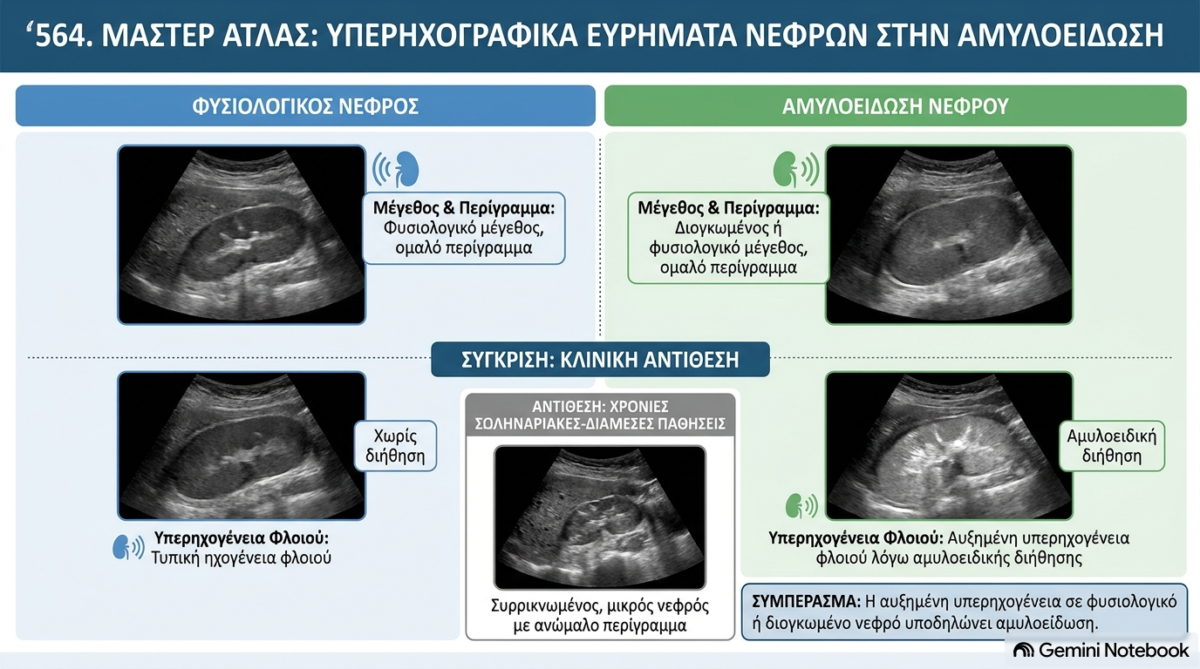 ‘564. ΜΑΣΤΕΡ ΑΤΛΑΣ: ΥΠΕΡΗΧΟΓΡΑΦΙΚΑ ΕΥΡΗΜΑΤΑ ΝΕΦΡΩΝ ΣΤΗΝ ΑΜΥΛΟΕΙΔΩΣΗ
ΦΥΣΙΟΛΟΓΙΚΟΣ ΝΕΦΡΟΣ
Μέγεθος & Περίγραμμα:
Φυσιολογικό μέγεθος,
ομαλό περίγραμμα
ΑΜΥΛΟΕΙΔΩΣΗ ΝΕΦΡΟΥ
Μέγεθος & Περίγραμμα:
Διογκωμένος ή
φυσιολογικό μέγεθος,
ομαλό περίγραμμα
ΣΥΓΚΡΙΣΗ: ΚΛΙΝΙΚΗ ΑΝΤΙΘΕΣΗ
Χωρίς
διήθηση
Υπερηχογένεια Φλοιού:
Τυπική ηχογένεια φλοιού
ΑΝΤΙΘΕΣΗ: ΧΡΟΝΙΕΣ
ΣΩΛΗΝΑΡΙΑΚΕΣ-ΔΙΑΜΕΣΕΣ ΠΑΘΗΣΕΙΣ
Συρρικνωμένος, μικρός νεφρός
με ανώμαλο περίγραμμα
Αμυλοειδική
διήθηση
Υπερηχογένεια Φλοιού: Αυξημένη υπερηχογένεια
φλοιού λόγω αμυλοειδικής διήθησης
ΣΥΜΠΕΡΑΣΜΑ: Η αυξημένη υπερηχογένεια σε φυσιολογικό
ή διογκωμένο νεφρό υποδηλώνει αμυλοείδωση.
Gemini Notebook